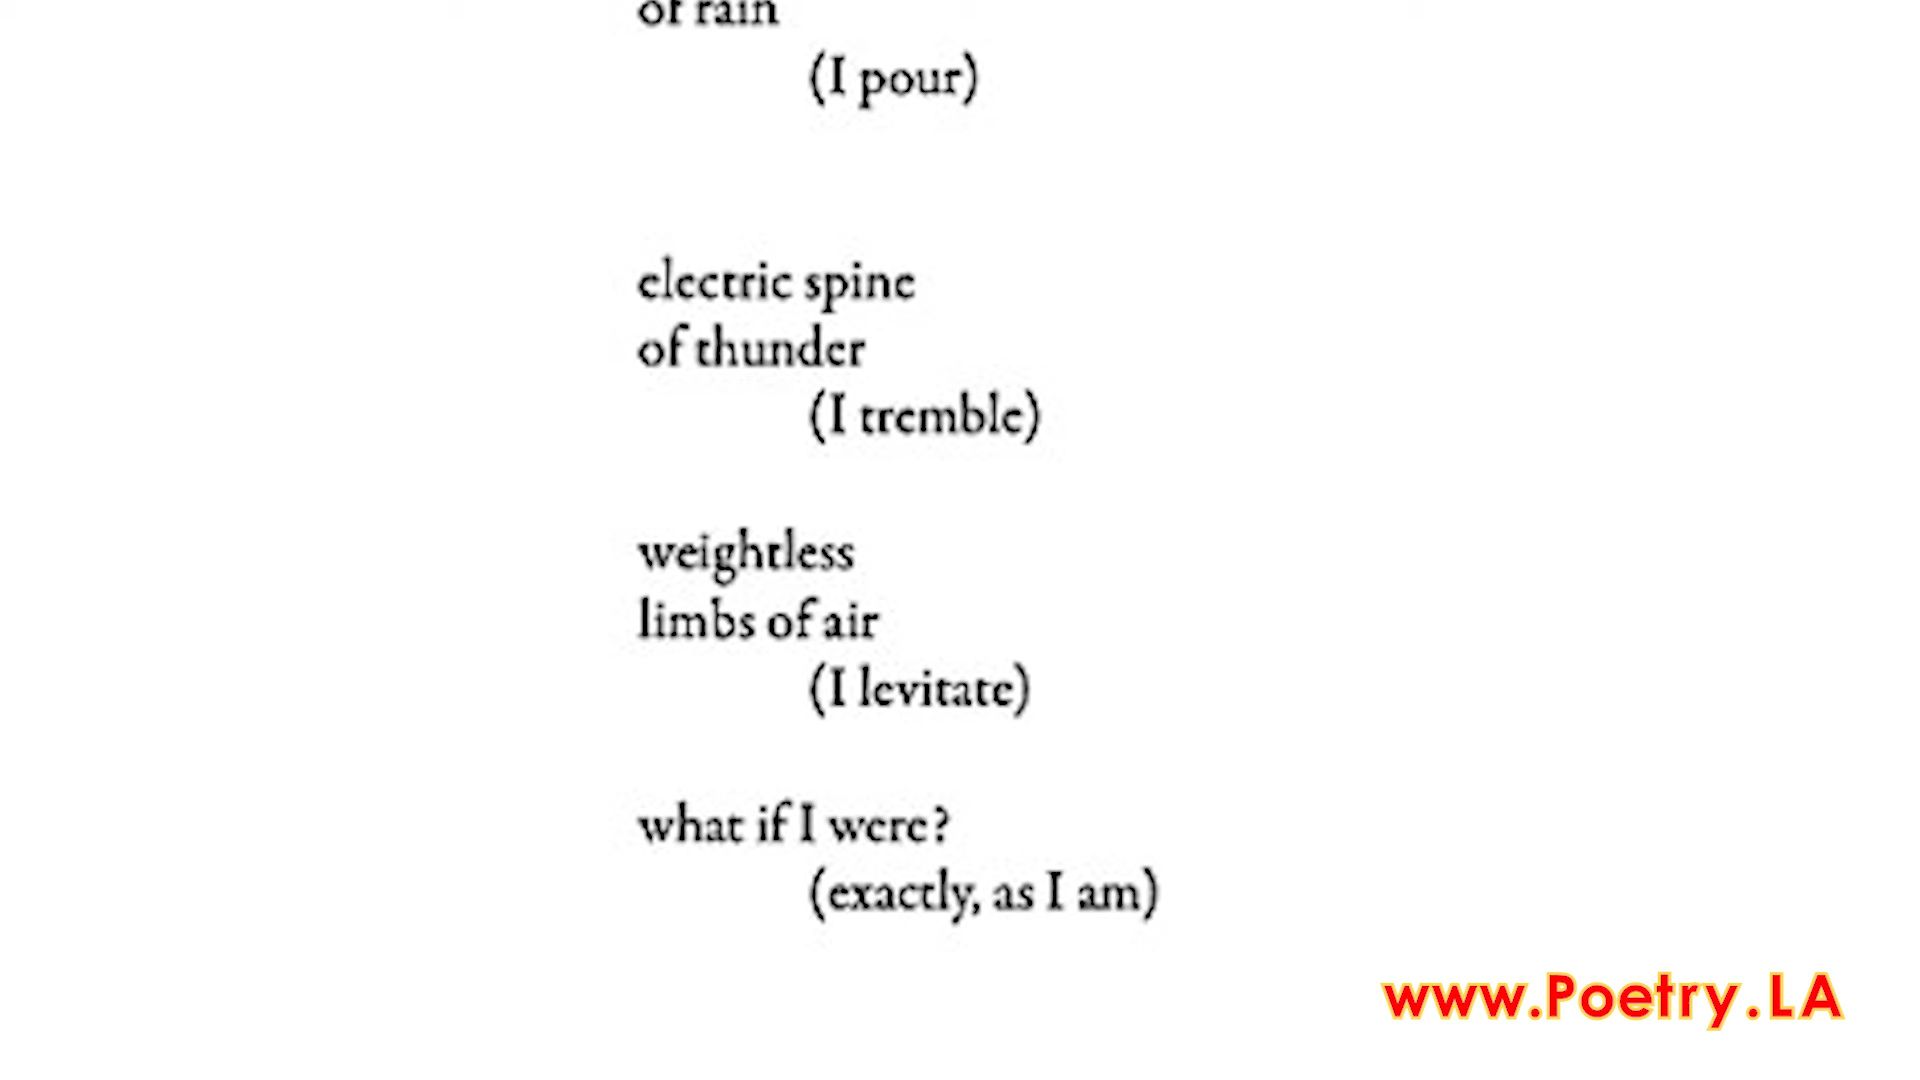 of rain
(I pour)
electric spine
of thunder
(I tremble)
weightless
limbs of air
(I levitate)
what if I were?
(exactly, as I am)
www.Poetry.LA